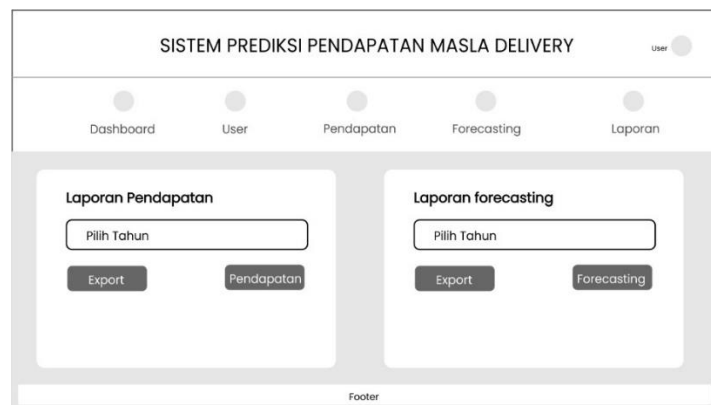 SISTEM PREDIKSI PENDAPATAN MASLA DELIVERY
User
Dashboard
User
Pendapatan
Forecasting
Laporan
Laporan Pendapatan
Pilih Tahun
Export
Pendapatan
Laporan forecasting
Pilih Tahun
Export
Forecasting
Footer